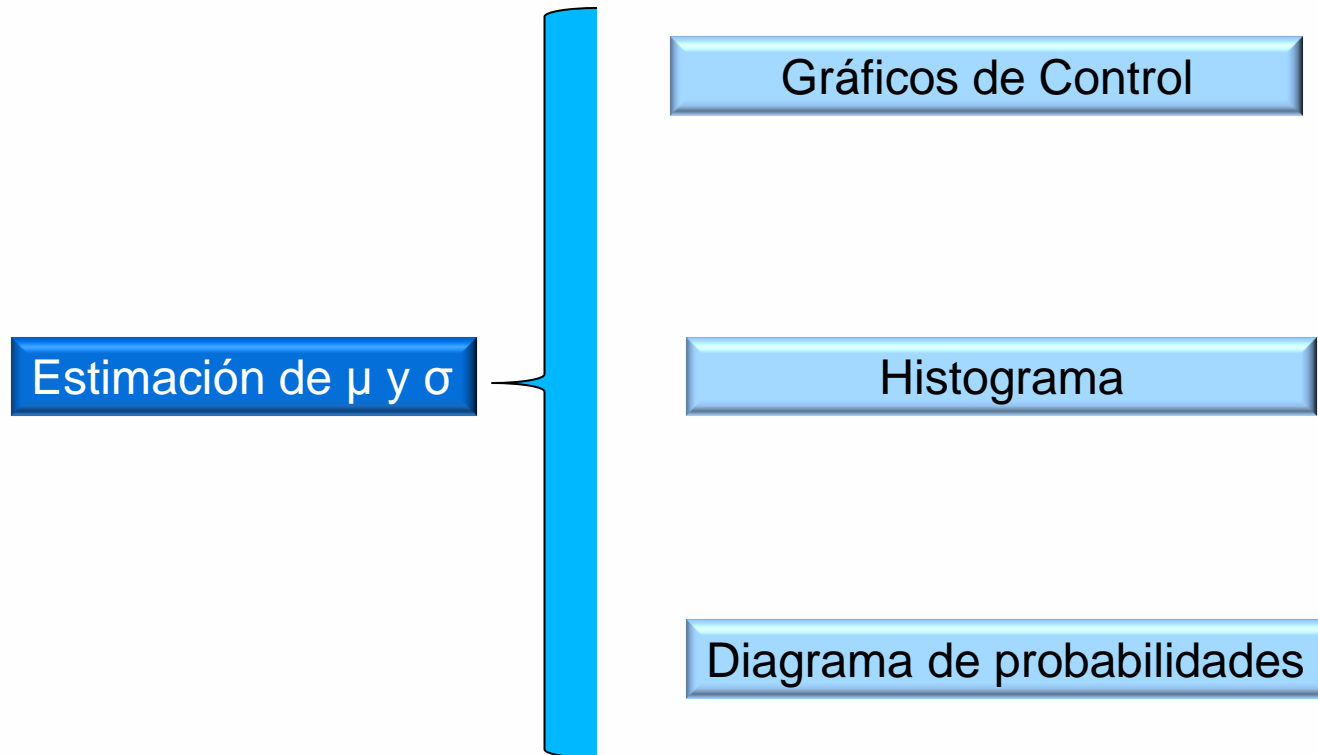 Gráficos de Control
Estimación de μ y σ
Histograma
Diagrama de probabilidades